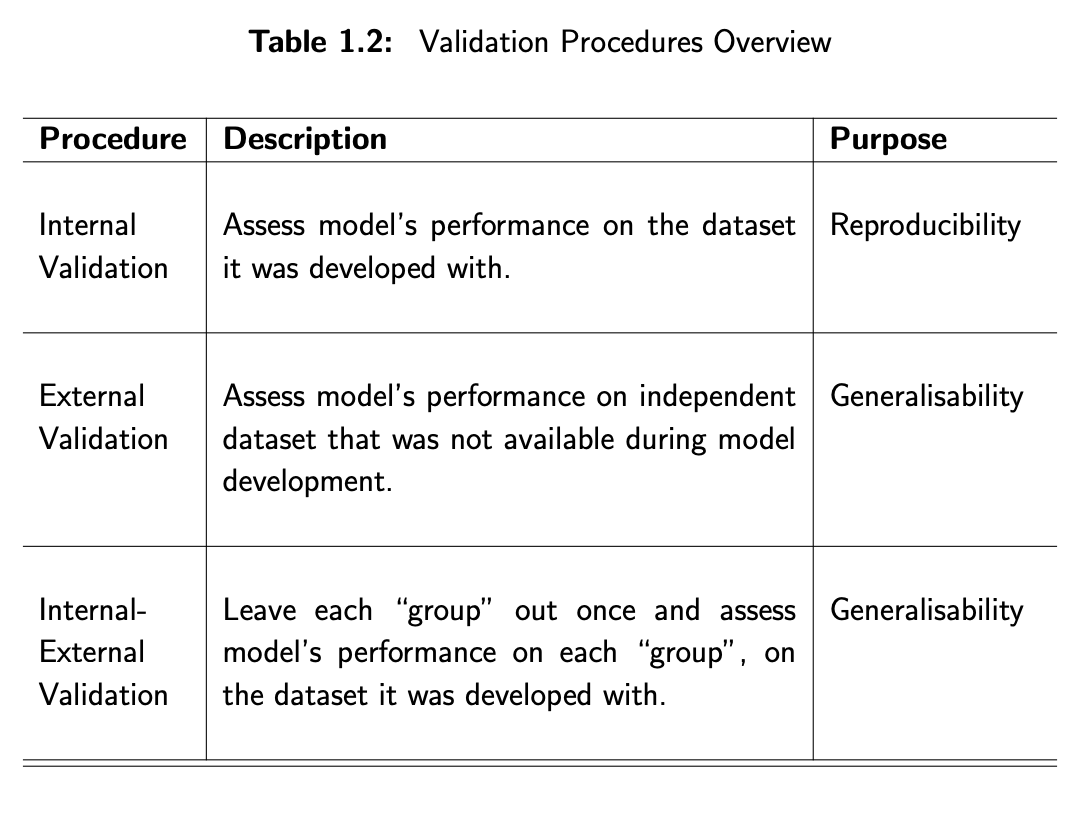 Table 1.2: Validation Procedures Overview
Procedure Description Purpose
Internal Assess model's performance on the dataset Reproducibility
Validation it was developed with.
External Assess model's performance on independent Generalisability
Validation dataset that was not available during model
development.
Internal- Leave each “group” out once and assess Generalisability
External model's performance on each “group”, on
Validation the dataset it was developed with.